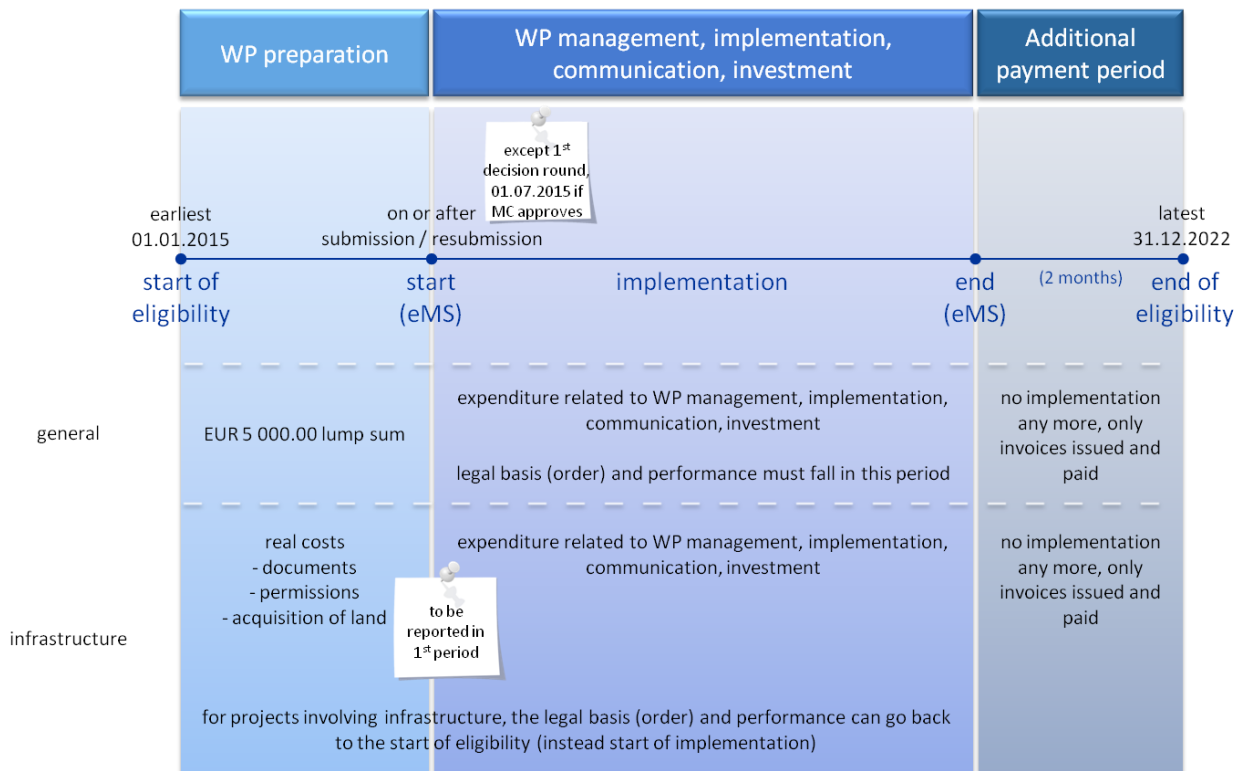 WP preparation
WP management, implementation,
communication, investment
Additional
payment period
except 1st
decision round,
01.07.2015 if
MC approves
earliest
01.01.2015
on or after
submission / resubmission
latest
31.12.2022
start of
eligibility
start
(eMS)
implementation
end
(eMS)
(2 months)
end of
eligibility
general
EUR 5 000.00 lump sum
expenditure related to WP management, implementation,
communication, investment
legal basis (order) and performance must fall in this period
no implementation
any more, only
invoices issued and
paid
infrastructure
real costs
- documents
- permissions
- acquisition of land
to be
reported in
1st period
expenditure related to WP management, implementation,
communication, investment
no implementation
any more, only
invoices issued and
paid
for projects involving infrastructure, the legal basis (order) and performance can go back
to the start of eligibility (instead start of implementation)